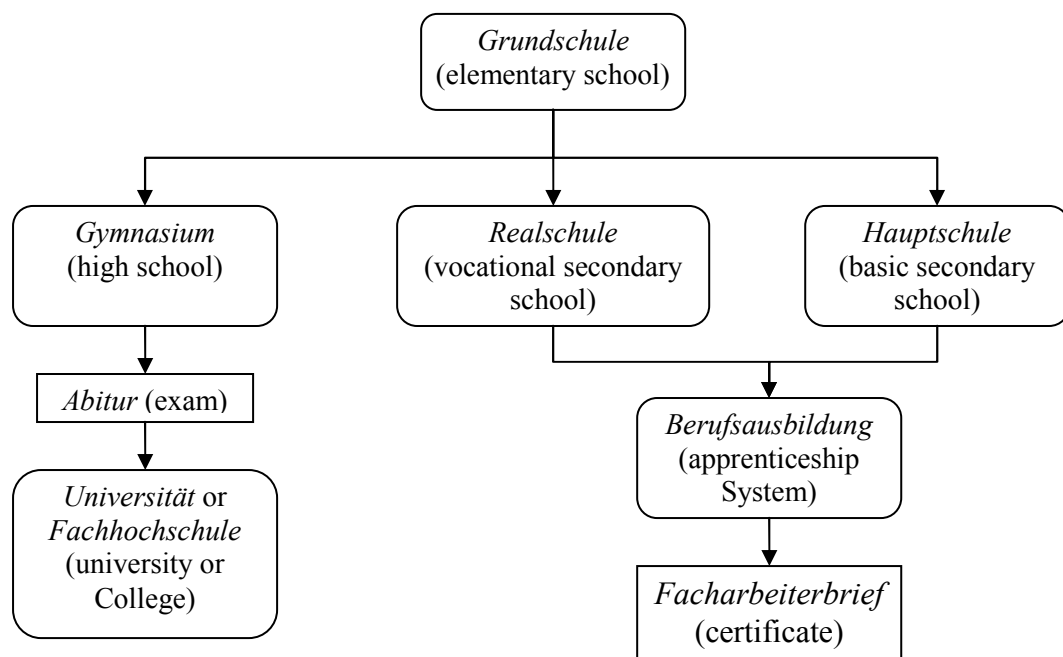 Grundschule
(elementary school)
Gymnasium
(high school)
Realschule
(vocational secondary
school)
Hauptschule
(basic secondary
school)
Abitur (exam)
Berufsausbildung
(apprenticeship
System)
Universität or
Fachhochschule
(university or
College)
Facharbeiterbrief
(certificate)